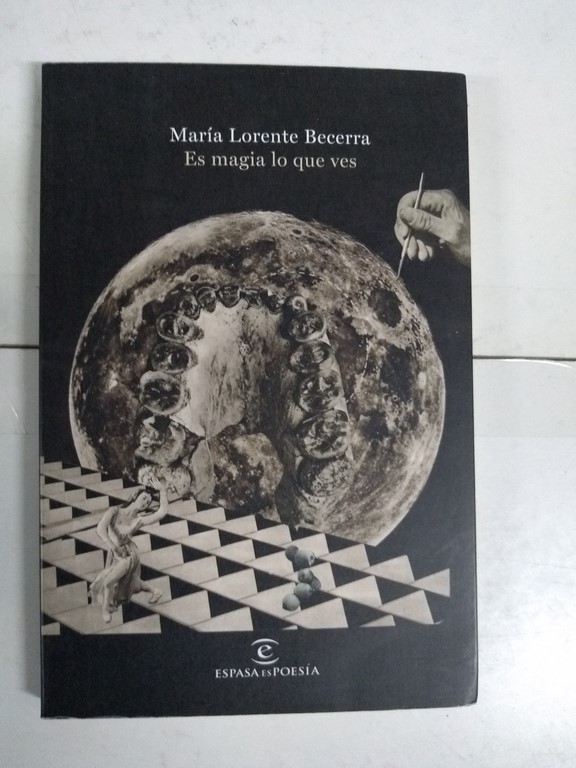 María Lorente Becerra
Es magia lo que ves
e
ESPASA ES POESÍA